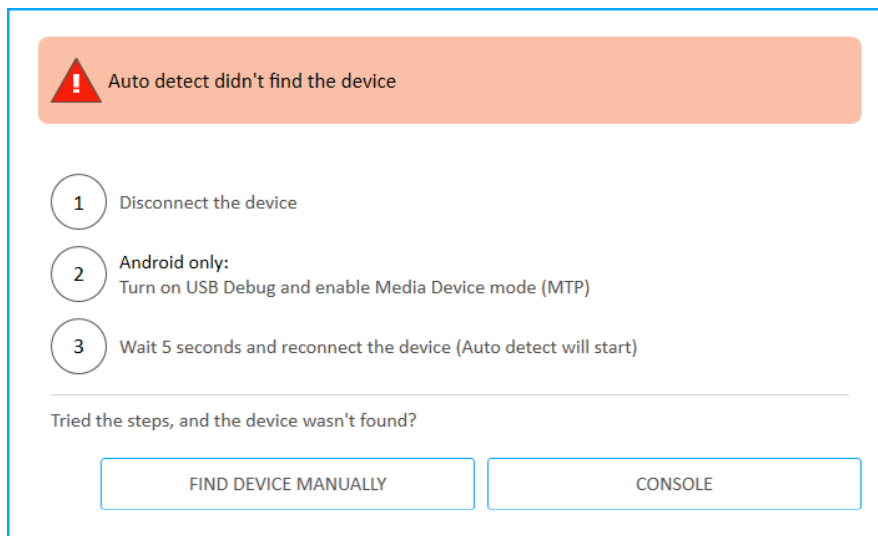 Auto detect didn't find the device
1
Disconnect the device
2
Android only:
Turn on USB Debug and enable Media Device mode (MTP)
3
Wait 5 seconds and reconnect the device (Auto detect will start)
Tried the steps, and the device wasn't found?
FIND DEVICE MANUALLY
CONSOLE